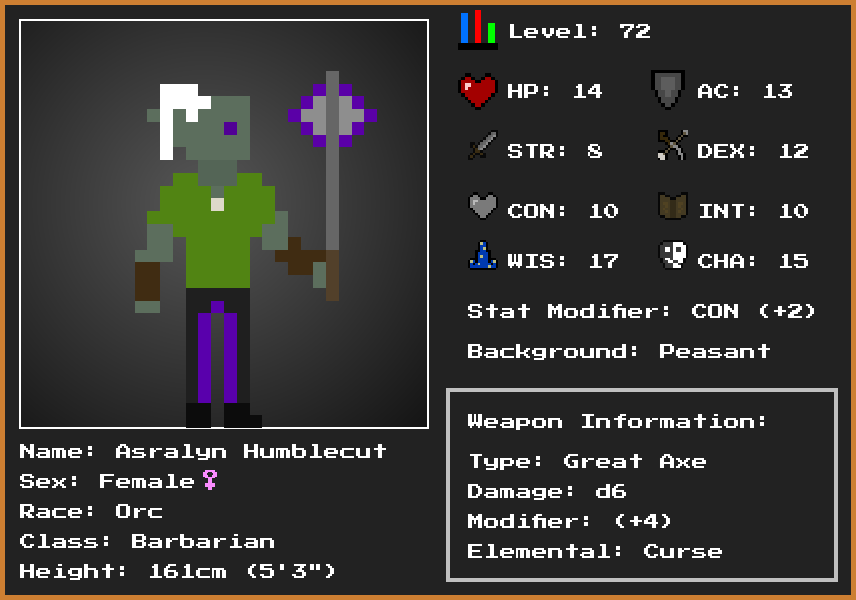 Level: 72
HP: 14
AC: 13
STR: 8
DEX: 12
CON: 10
INT: 10
WIS: 17
CHA: 15
Stat Modifier: CON (+2)
Background: Peasant
Weapon Information:
Type: Great Axe
Damage: d6
Modifier: (+4)
Elemental: Curse
Name: Asralyn Humblecut
Sex: Female♀
Race: Orc
Class: Barbarian
Height: 161cm (5'3")